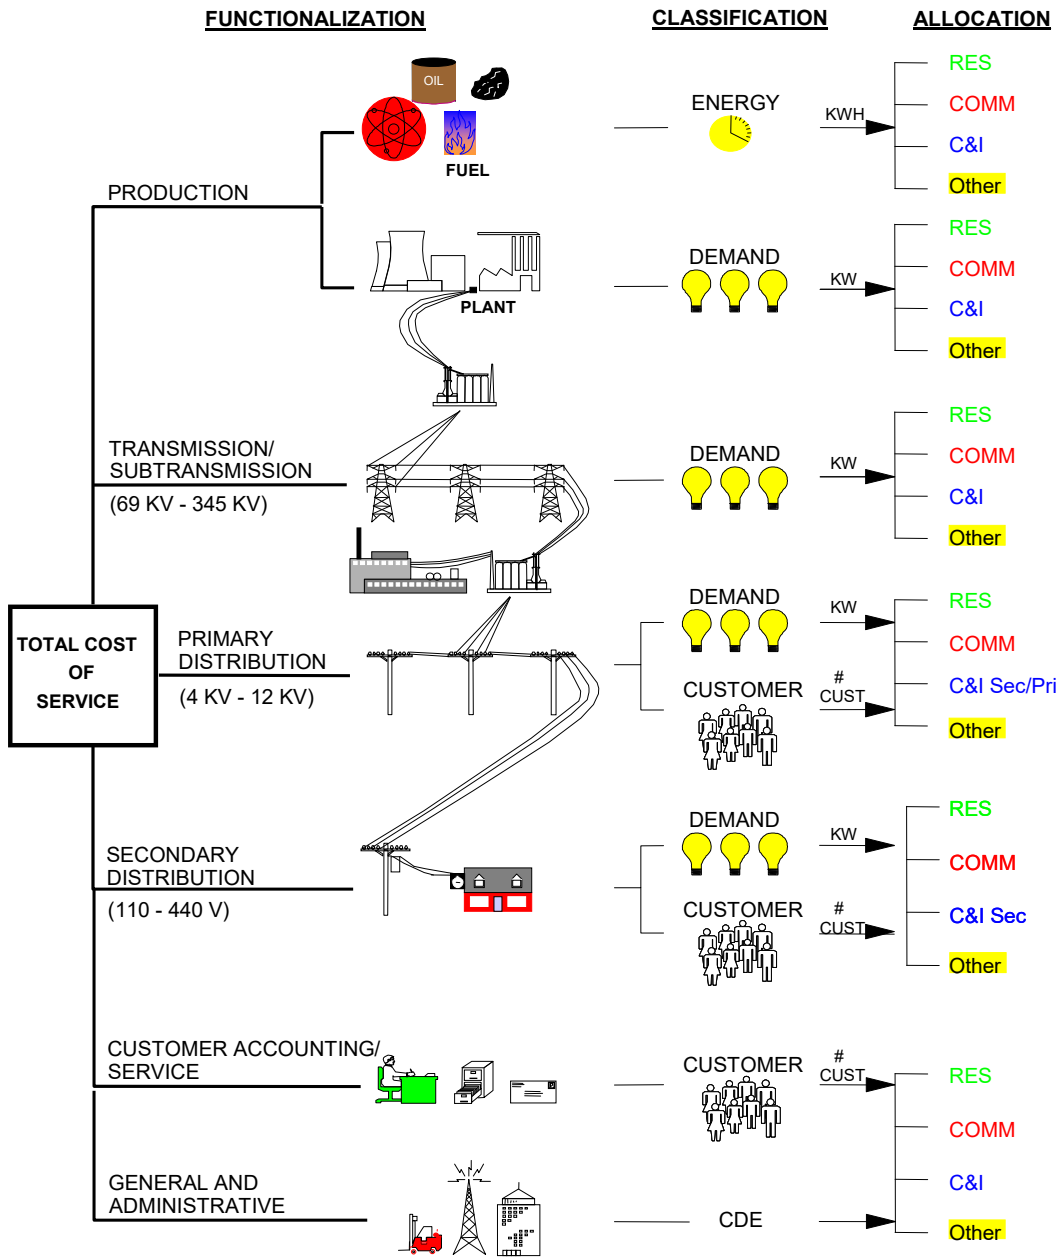 FUNCTIONALIZATION
CLASSIFICATION
ALLOCATION
PRODUCTION
OIL
FUEL
ENERGY
KWH
RES
COMM
C&I
Other
PLANT
DEMAND
KW
RES
COMM
C&I
Other
TRANSMISSION/
SUBTRANSMISSION
(69 KV - 345 KV)
DEMAND
KW
RES
COMM
C&I
Other
TOTAL COST
OF
SERVICE
PRIMARY
DISTRIBUTION
(4 KV - 12 KV)
DEMAND
KW
CUSTOMER
#
CUST
RES
COMM
C&I Sec/Pri
Other
SECONDARY
DISTRIBUTION
(110 - 440 V)
DEMAND
KW
CUSTOMER
#
CUST
RES
COMM
C&I Sec
Other
CUSTOMER ACCOUNTING/
SERVICE
CUSTOMER
#
CUST
GENERAL AND
ADMINISTRATIVE
CDE
RES
COMM
C&I
Other